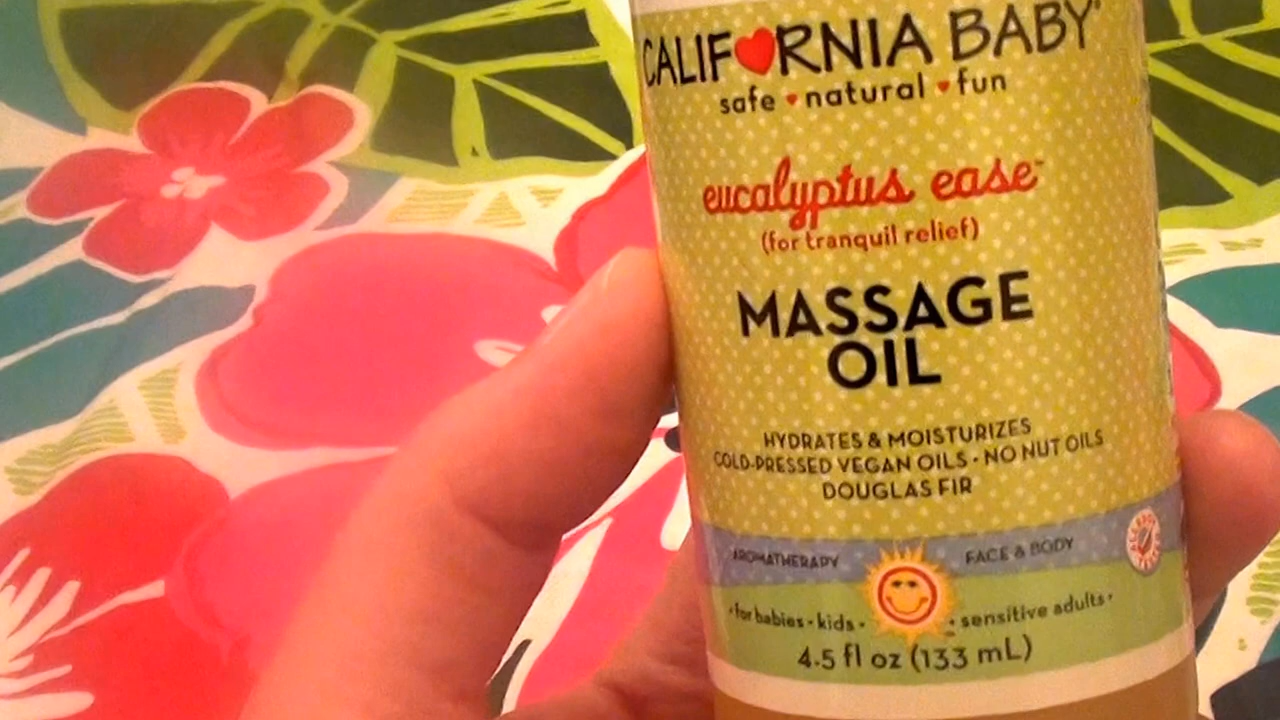 CALIFORNIA BABY
safe • natural • fun
eucalyptus ease™
(for tranquil relief)
MASSAGE
OIL
HYDRATES & MOISTURIZES
COLD-PRESSED VEGAN OILS • NO NUT OILS
DOUGLAS FIR
AROMATHERAPY FACE & BODY
• for babies • kids • • sensitive adults •
4.5 fl oz (133 mL)